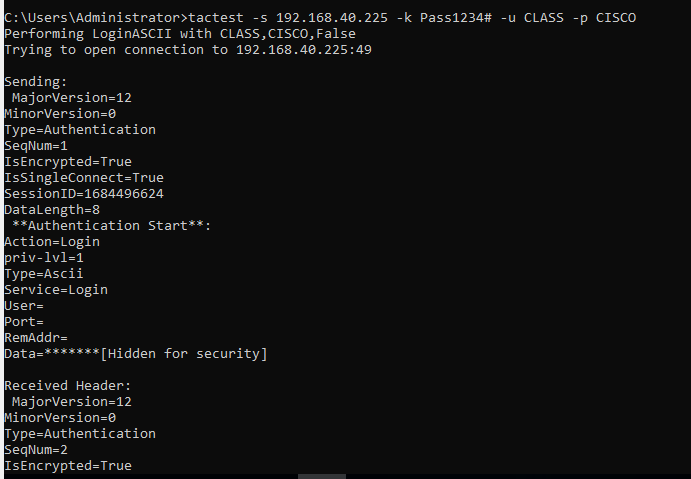 C:\Users\Administrator>tactest -s 192.168.40.225 -k Pass1234# -u CLASS -p CISCO
Performing LoginASCII with CLASS,CISCO,False
Trying to open connection to 192.168.40.225:49
Sending:
MajorVersion=12
MinorVersion=0
Type=Authentication
SeqNum=1
IsEncrypted=True
IsSingleConnect=True
SessionID=1684496624
DataLength=8
**Authentication Start**:
Action=Login
priv-lvl=1
Type=Ascii
Service=Login
User=
Port=
RemAddr=
Data=*******[Hidden for security]
Received Header:
MajorVersion=12
MinorVersion=0
Type=Authentication
SeqNum=2
IsEncrypted=True